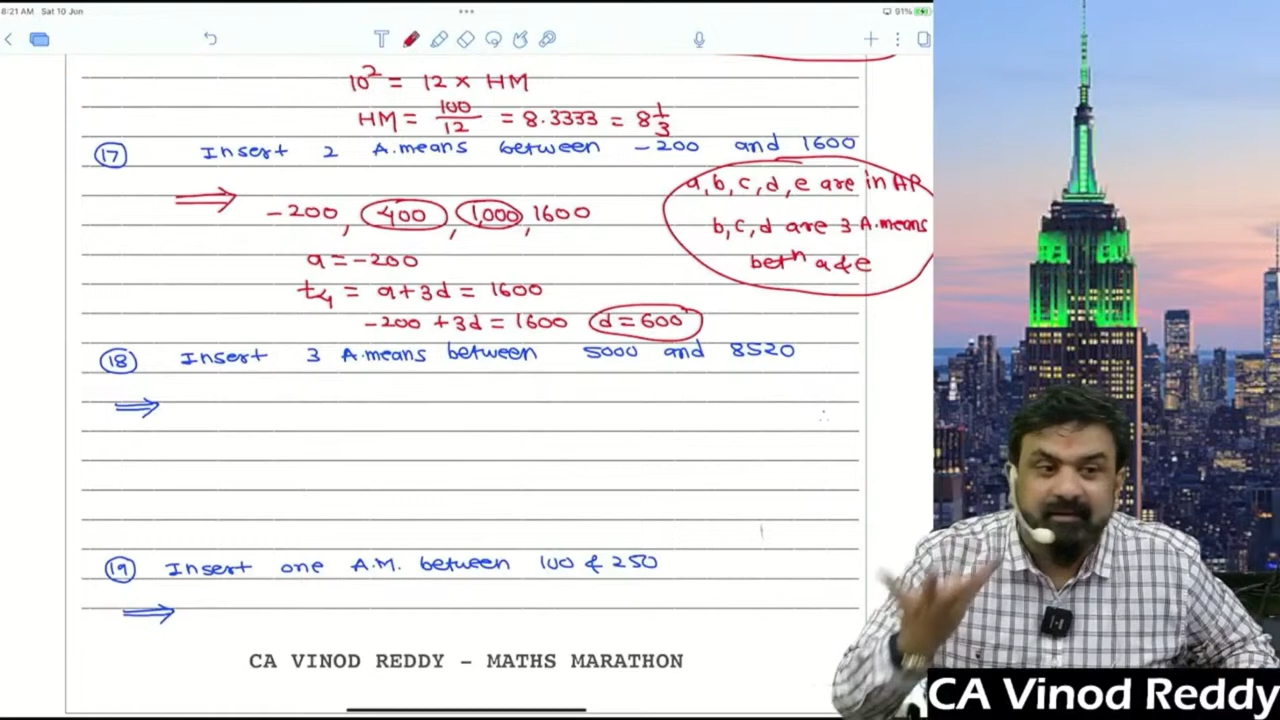 8:21 AM Sat 10 Jun
91%
T
10² = 12 × HM
HM = 100/12 = 8.3333 = 8 1/3
(17) Insert 2 A.means between -200 and 1600
⇒ -200, 400, 1,000, 1600
a, b, c, d, e are in AP
b, c, d are 3 A.means
betⁿ a & e
a = -200
t₄ = a+3d = 1600
-200 + 3d = 1600 d = 600
(18) Insert 3 A.means between 5000 and 8520
⇒
(19) Insert one A.M. between 100 & 250
⇒
CA VINOD REDDY - MATHS MARATHON
CA Vinod Reddy